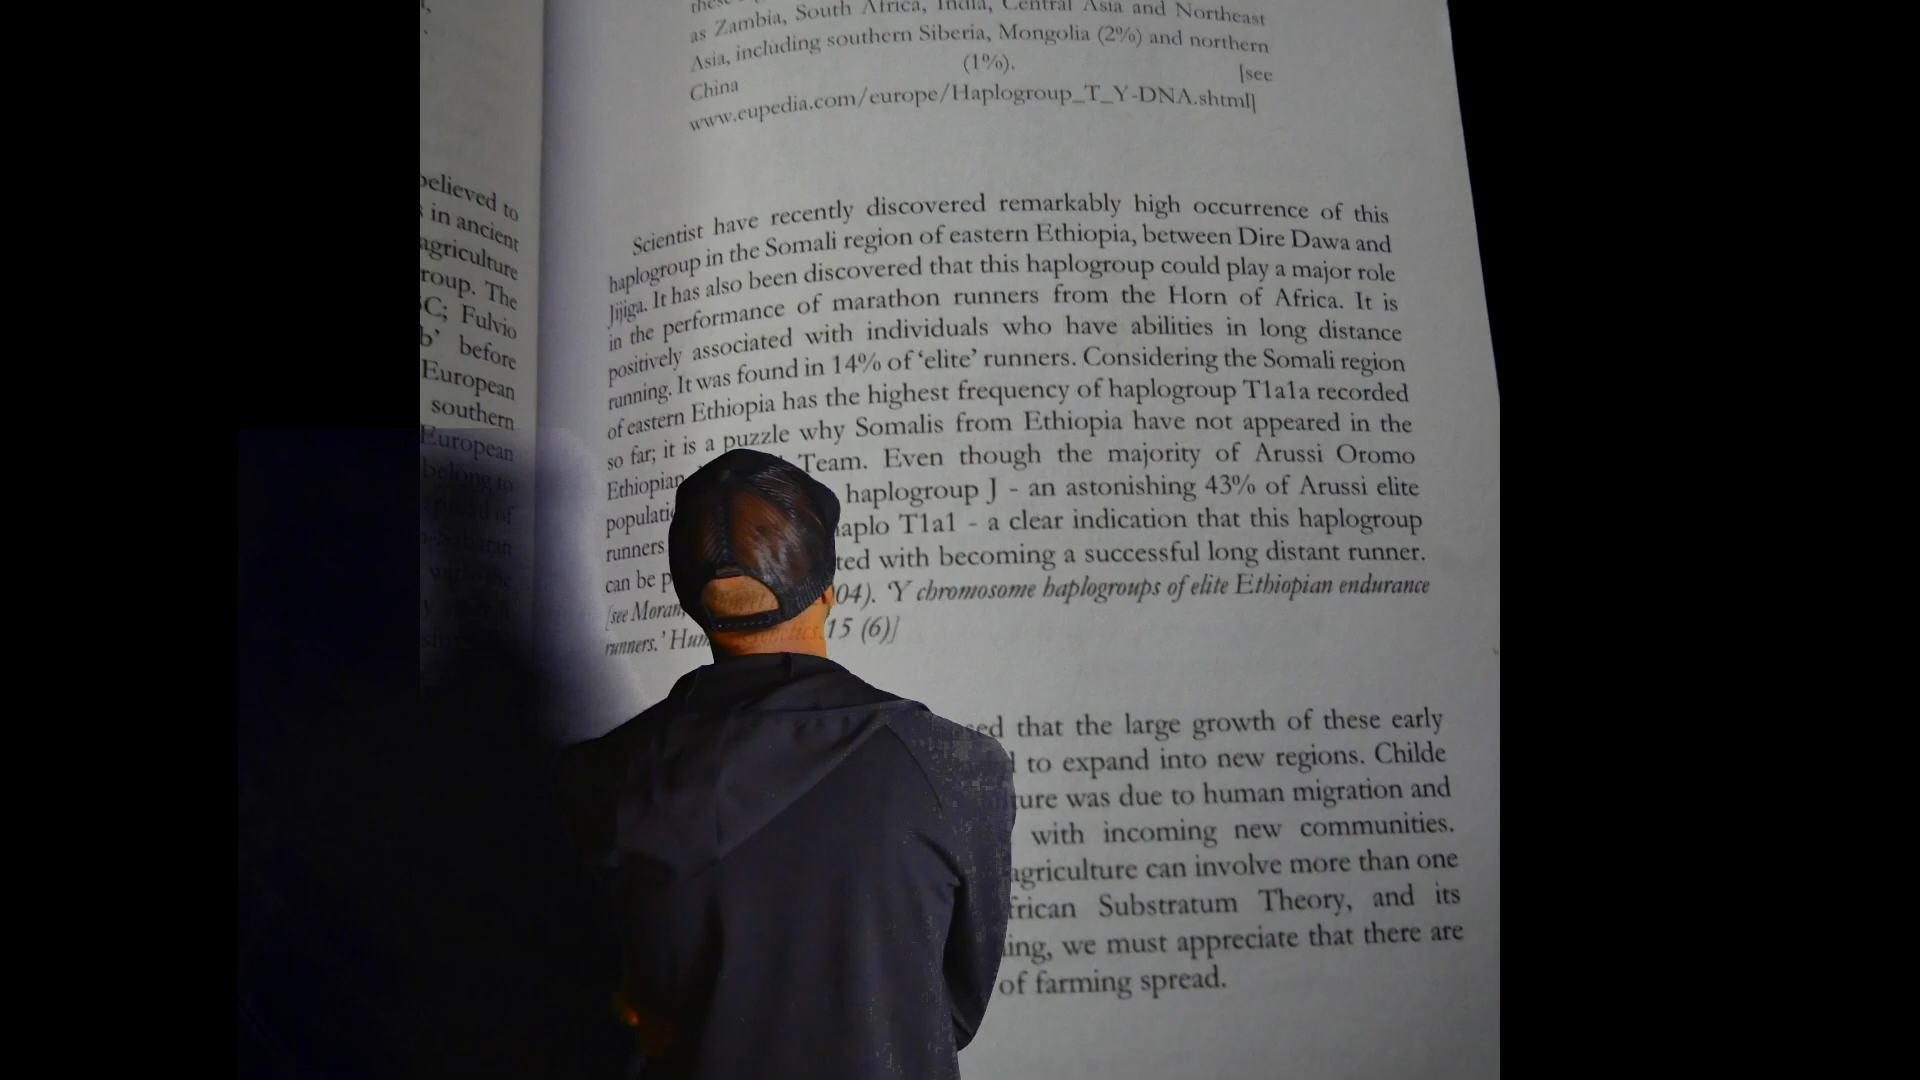 as Zambia, South Africa, India, Central Asia and Northeast
Asia, including southern Siberia, Mongolia (2%) and northern
China (1%). [see
www.eupedia.com/europe/Haplogroup_T_Y-DNA.shtml]
believed to
in ancient
agriculture
roup. The
C; Fulvio
b' before
European
southern
European
belong to
Scientist have recently discovered remarkably high occurrence of this
haplogroup in the Somali region of eastern Ethiopia, between Dire Dawa and
Jijiga. It has also been discovered that this haplogroup could play a major role
in the performance of marathon runners from the Horn of Africa. It is
positively associated with individuals who have abilities in long distance
running. It was found in 14% of 'elite' runners. Considering the Somali region
of eastern Ethiopia has the highest frequency of haplogroup T1a1a recorded
so far; it is a puzzle why Somalis from Ethiopia have not appeared in the
Ethiopian Team. Even though the majority of Arussi Oromo
populati haplogroup J - an astonishing 43% of Arussi elite
runners haplo T1a1 - a clear indication that this haplogroup
can be p ted with becoming a successful long distant runner.
[see Moran, 04). 'Y chromosome haplogroups of elite Ethiopian endurance
runners.' Human Genetics.15 (6)]
sed that the large growth of these early
to expand into new regions. Childe
ture was due to human migration and
with incoming new communities.
agriculture can involve more than one
frican Substratum Theory, and its
ing, we must appreciate that there are
of farming spread.